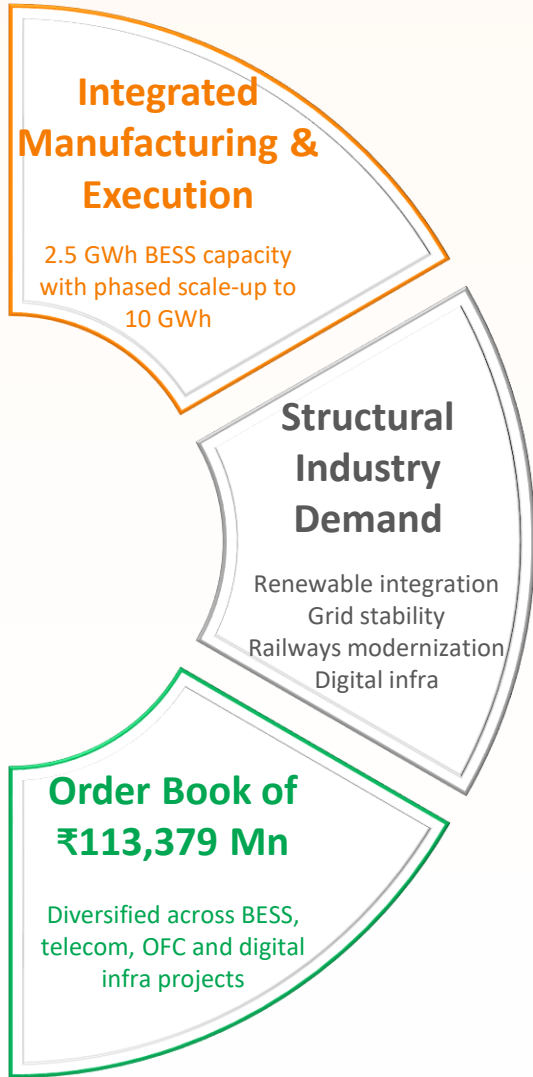 Integrated
Manufacturing &
Execution
2.5 GWh BESS capacity
with phased scale-up to
10 GWh
Structural
Industry
Demand
Renewable integration
Grid stability
Railways modernization
Digital infra
Order Book of
₹113,379 Mn
Diversified across BESS,
telecom, OFC and digital
infra projects